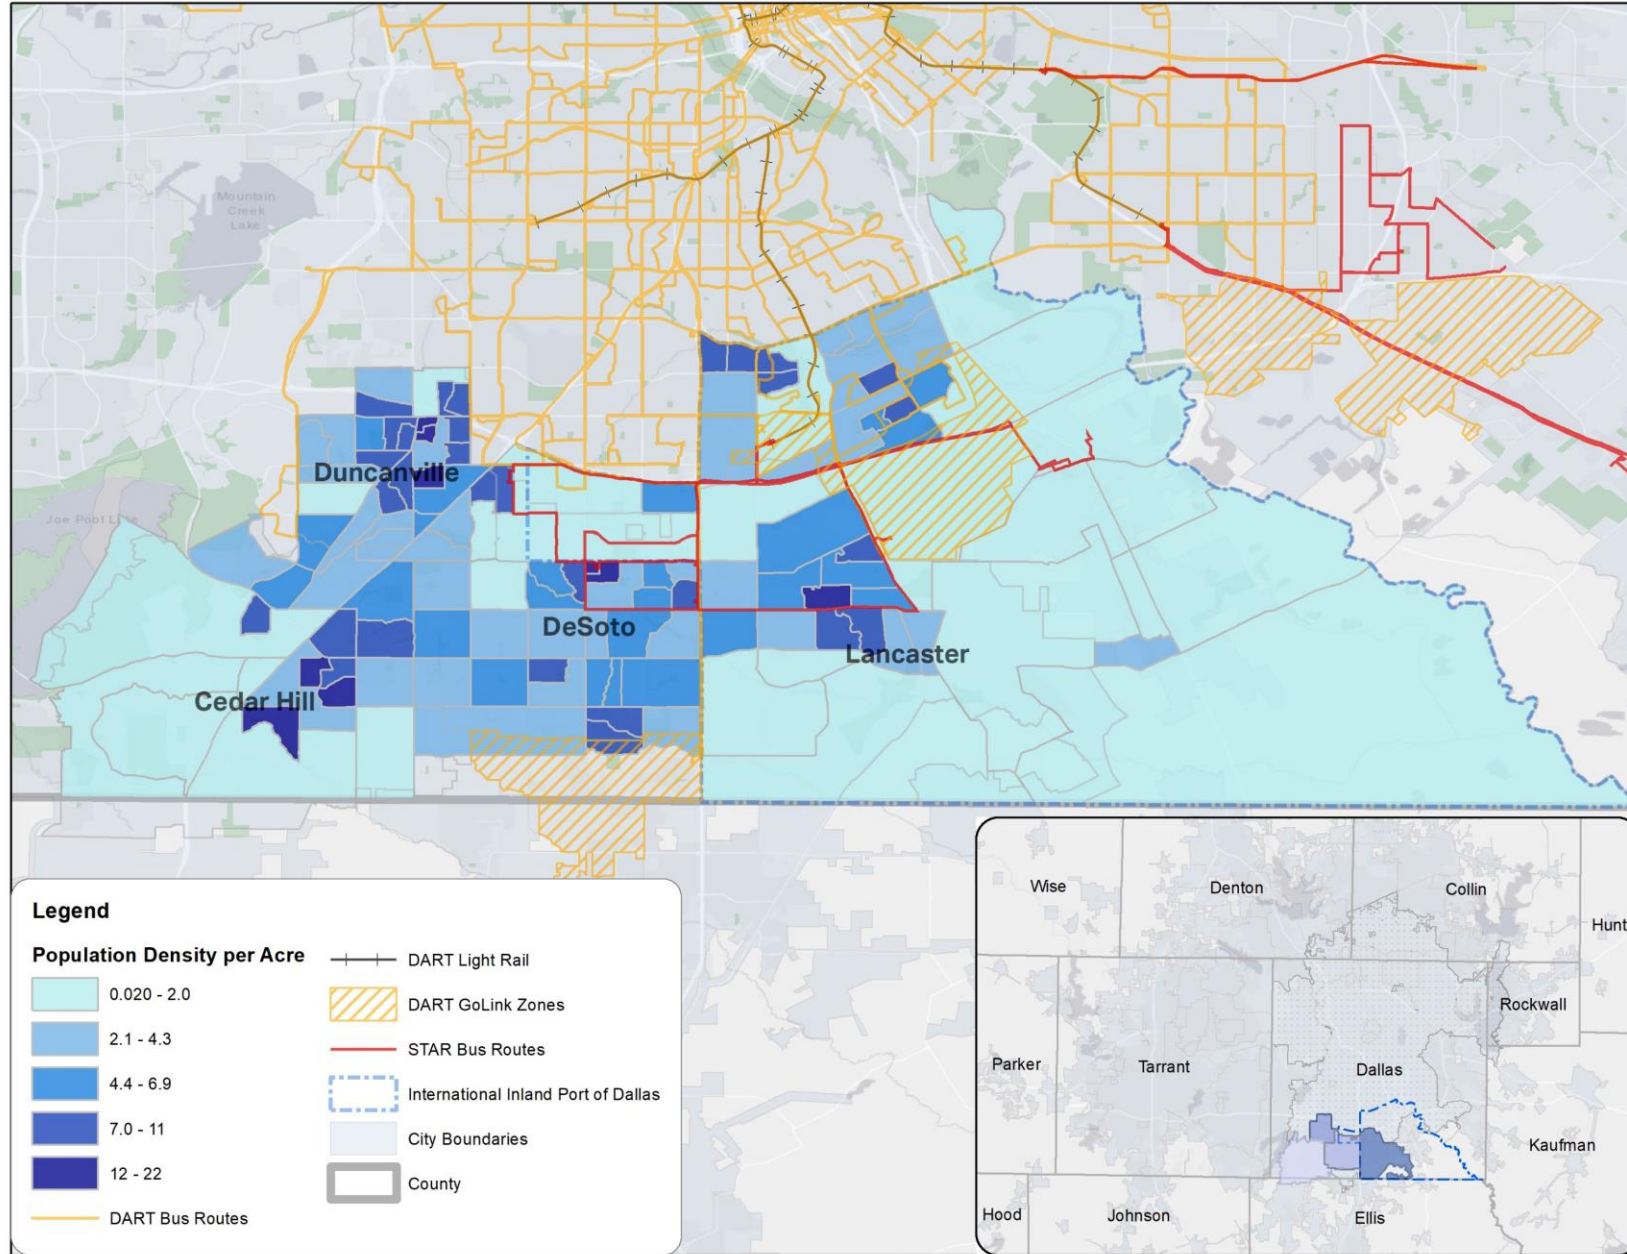 Mountain
Creek
Lake
Duncanville
Joe Pool Lake
DeSoto
Lancaster
Cedar Hill
Legend
Population Density per Acre
0.020 - 2.0
2.1 - 4.3
4.4 - 6.9
7.0 - 11
12 - 22
DART Bus Routes
DART Light Rail
DART GoLink Zones
STAR Bus Routes
International Inland Port of Dallas
City Boundaries
County
Wise
Denton
Collin
Hunt
Rockwall
Parker
Tarrant
Dallas
Kaufman
Hood
Johnson
Ellis